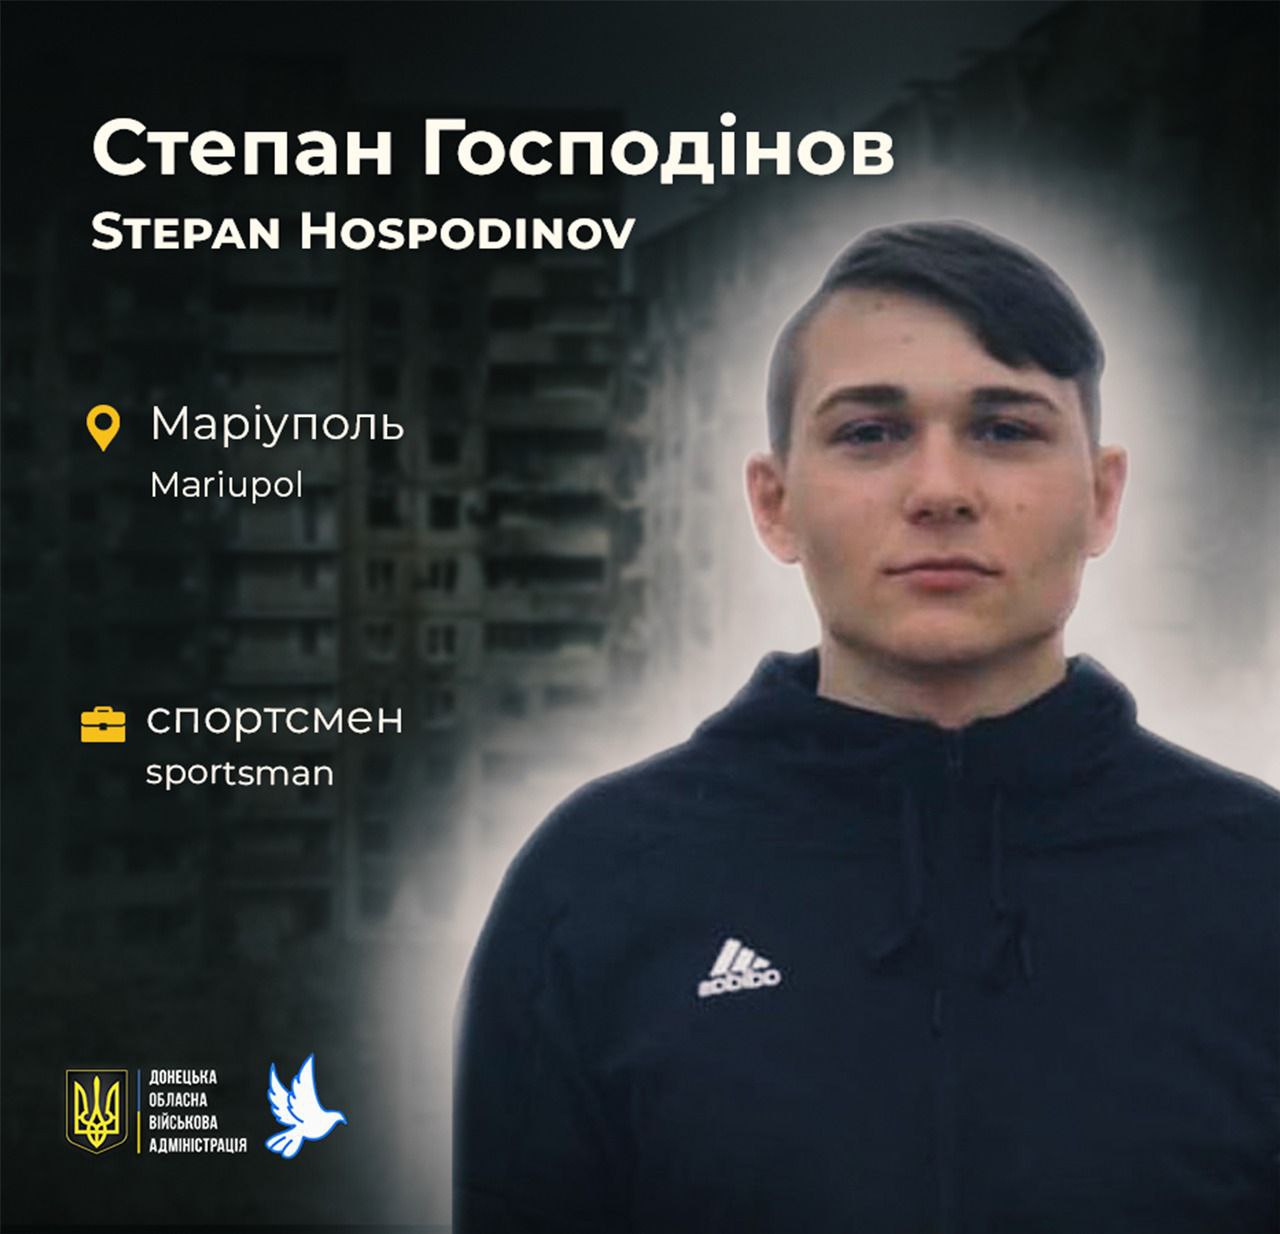 Степан Господінов
STEPAN HOSPODINOV
Маріуполь
Mariupol
спортсмен
sportsman
adidas
ДОНЕЦЬКА
ОБЛАСНА
ВІЙСЬКОВА
АДМІНІСТРАЦІЯ